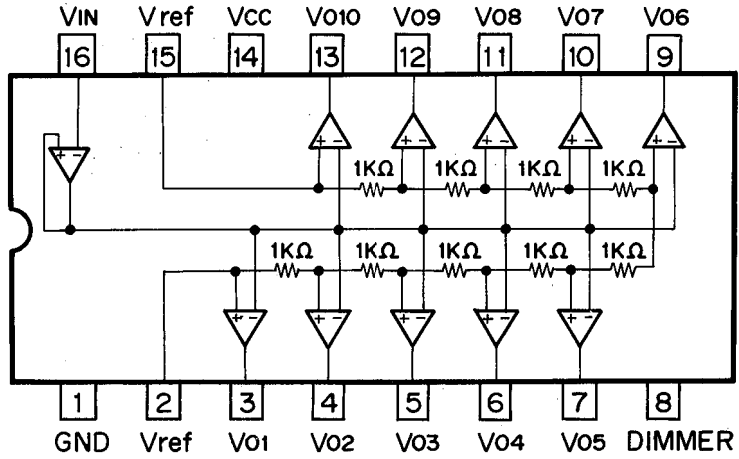 VIN Vref VCC VO10 VO9 VO8 VO7 VO6
16 15 14 13 12 11 10 9
+ - + - + - + - + -
+ -
1KΩ 1KΩ 1KΩ 1KΩ
1KΩ 1KΩ 1KΩ 1KΩ 1KΩ
+ - + - + - + - + -
1 2 3 4 5 6 7 8
GND Vref VO1 VO2 VO3 VO4 VO5 DIMMER